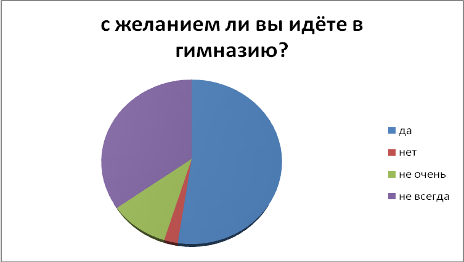 с желанием ли вы идёте в
гимназию?
да
нет
не очень
не всегда